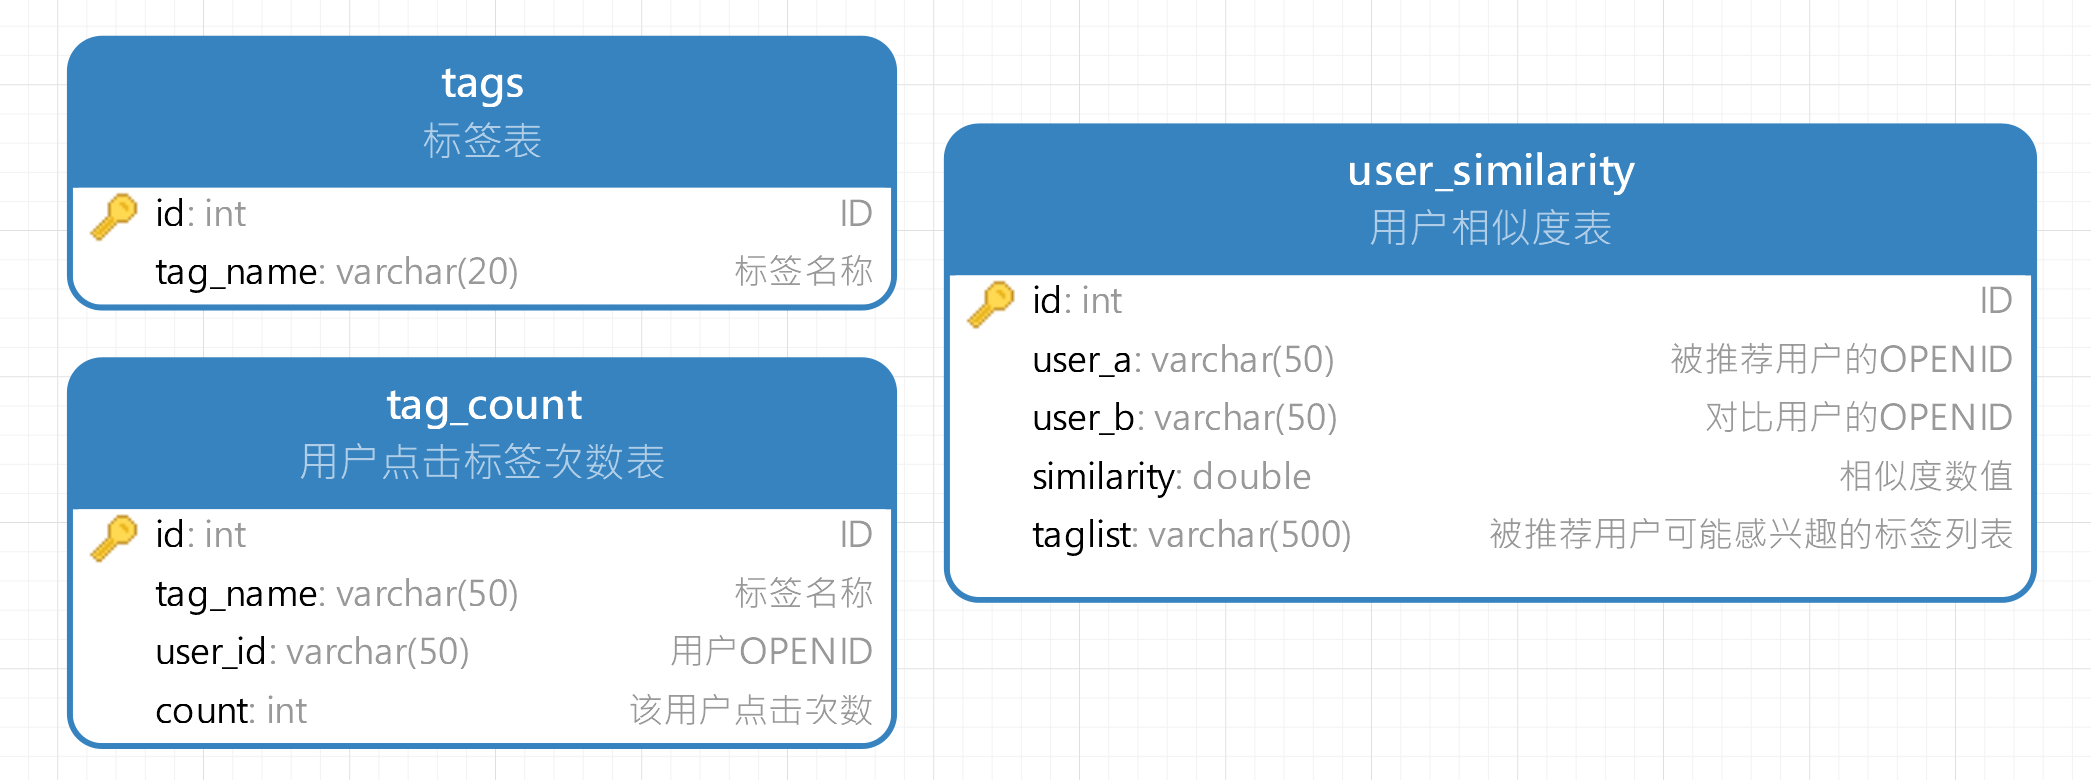 tags
标签表
id: int ID
tag_name: varchar(20) 标签名称
tag_count
用户点击标签次数表
id: int ID
tag_name: varchar(50) 标签名称
user_id: varchar(50) 用户OPENID
count: int 该用户点击次数
user_similarity
用户相似度表
id: int ID
user_a: varchar(50) 被推荐用户的OPENID
user_b: varchar(50) 对比用户的OPENID
similarity: double 相似度数值
taglist: varchar(500) 被推荐用户可能感兴趣的标签列表